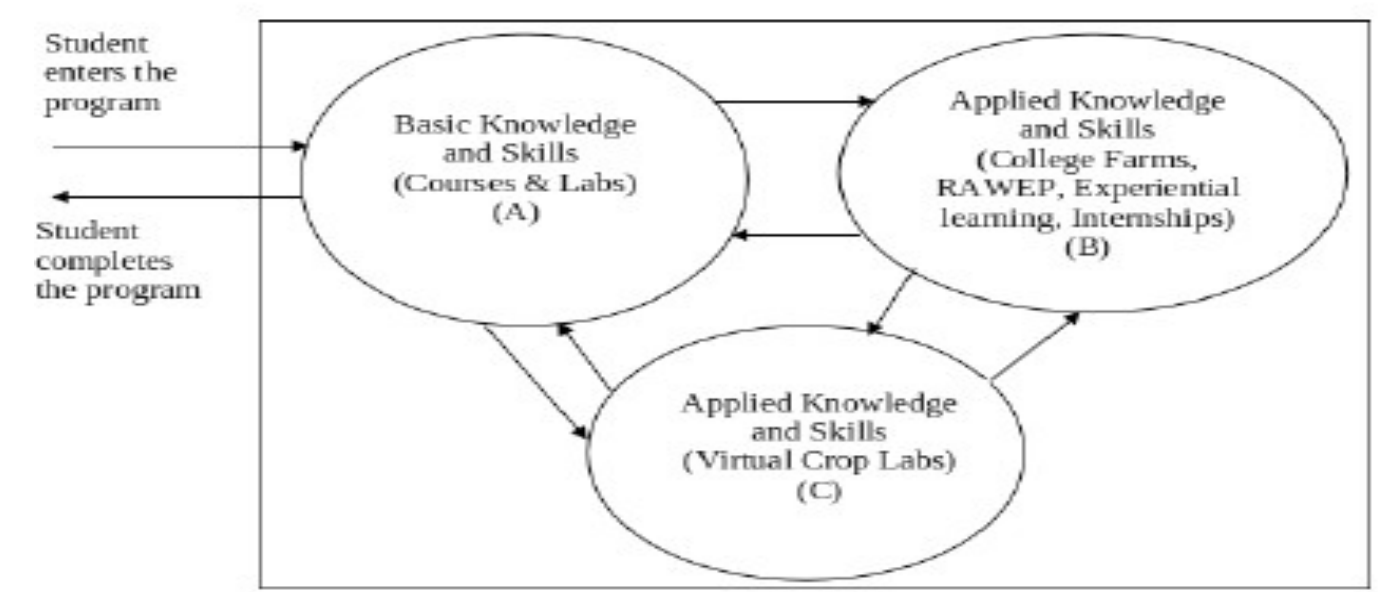 Student
enters the
program
Student
completes
the program
Basic Knowledge
and Skills
(Courses & Labs)
(A)
Applied Knowledge
and Skills
(College Farms,
RAWEP, Experiential
learning, Internships)
(B)
Applied Knowledge
and Skills
(Virtual Crop Labs)
(C)